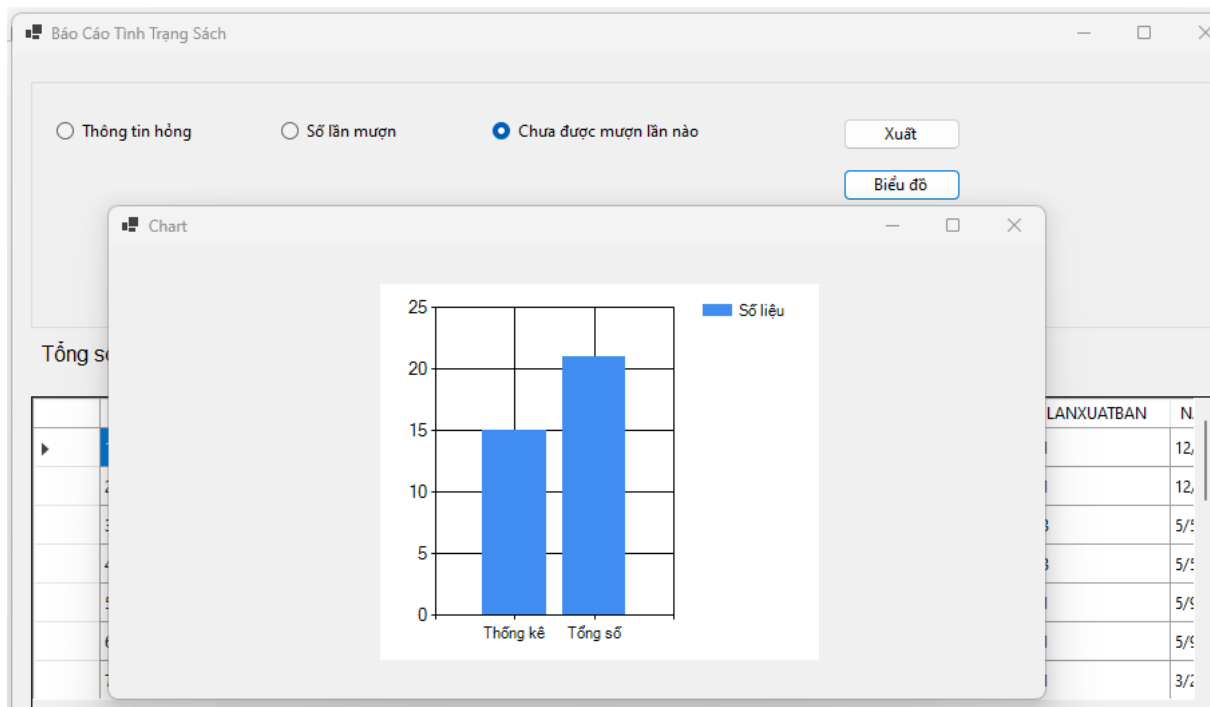 Báo Cáo Tình Trạng Sách
Thông tin hỏng
Số lần mượn
Chưa được mượn lần nào
Xuất
Biểu đồ
Chart
25
20
15
10
5
0
Thống kê
Tổng số
Số liệu
Tổng
LANXUATBAN